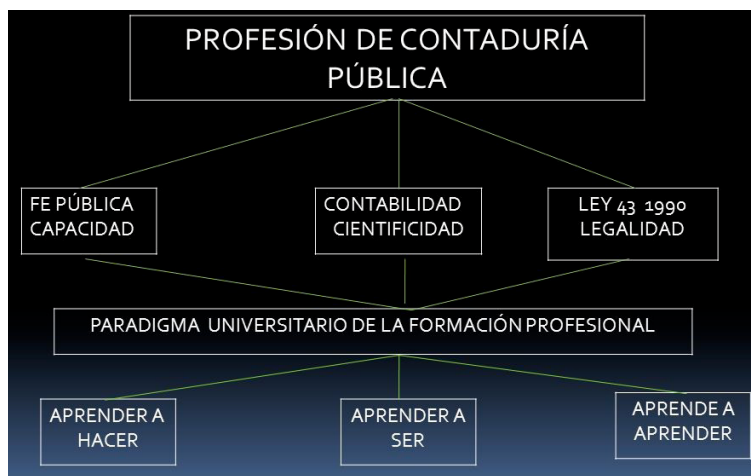 PROFESIÓN DE CONTADURÍA
PÚBLICA
FE PÚBLICA
CAPACIDAD
CONTABILIDAD
CIENTIFICIDAD
LEY 43 1990
LEGALIDAD
PARADIGMA UNIVERSITARIO DE LA FORMACIÓN PROFESIONAL
APRENDER A
HACER
APRENDER A
SER
APRENDE A
APRENDER